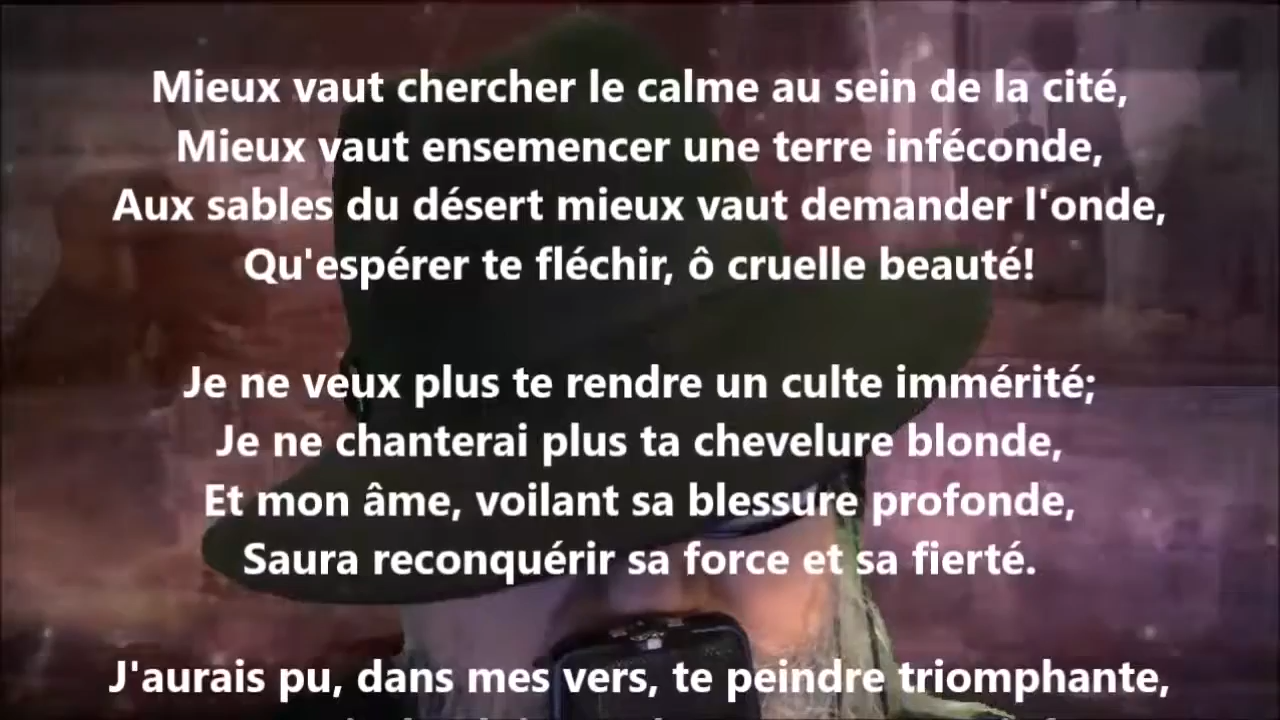 Mieux vaut chercher le calme au sein de la cité,
Mieux vaut ensemencer une terre inféconde,
Aux sables du désert mieux vaut demander l'onde,
Qu'espérer te fléchir, ô cruelle beauté!
Je ne veux plus te rendre un culte immérité;
Je ne chanterai plus ta chevelure blonde,
Et mon âme, voilant sa blessure profonde,
Saura reconquérir sa force et sa fierté.
J'aurais pu, dans mes vers, te peindre triomphante,